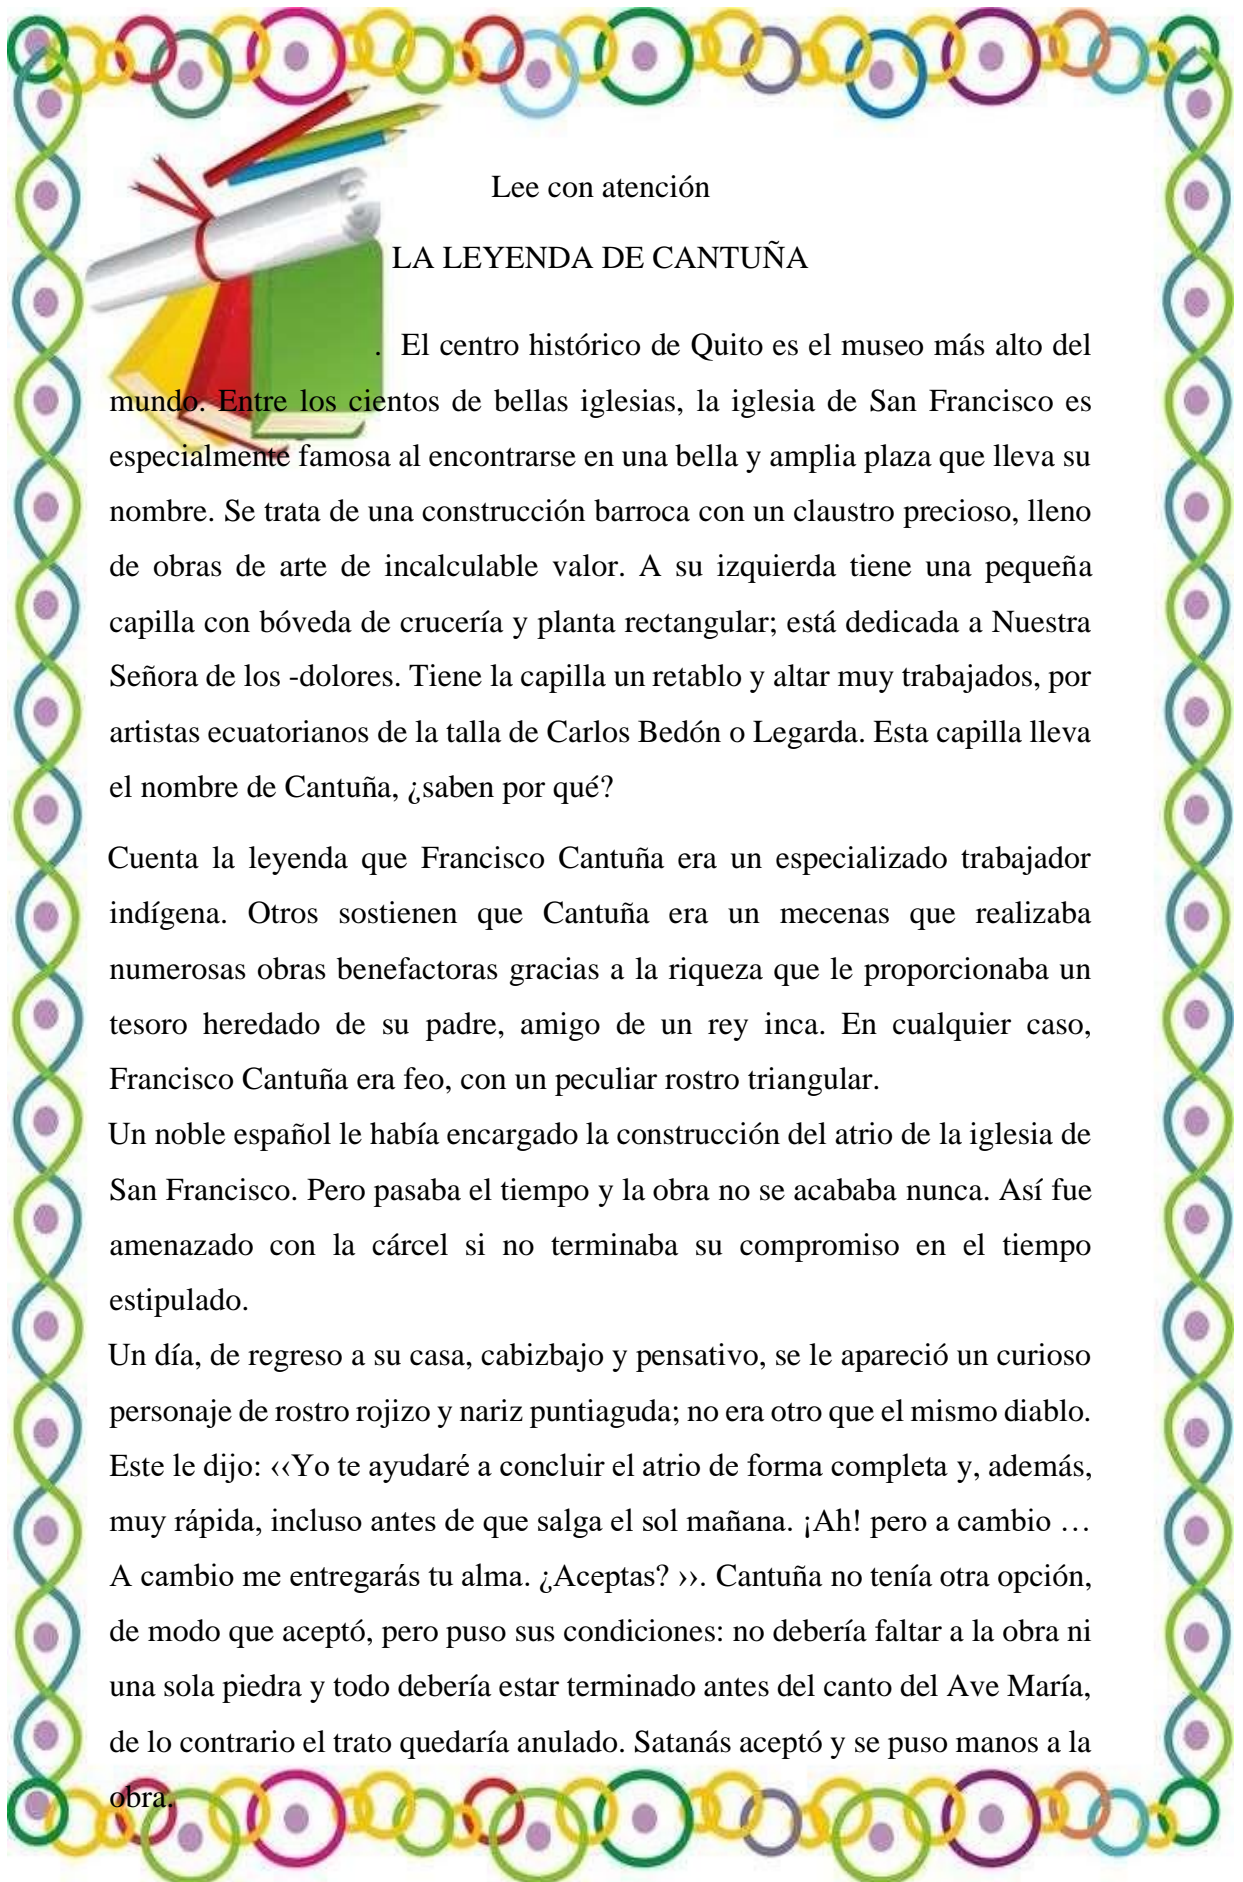 Lee con atención
LA LEYENDA DE CANTUÑA
. El centro histórico de Quito es el museo más alto del
mundo. Entre los cientos de bellas iglesias, la iglesia de San Francisco es
especialmente famosa al encontrarse en una bella y amplia plaza que lleva su
nombre. Se trata de una construcción barroca con un claustro precioso, lleno
de obras de arte de incalculable valor. A su izquierda tiene una pequeña
capilla con bóveda de crucería y planta rectangular; está dedicada a Nuestra
Señora de los -dolores. Tiene la capilla un retablo y altar muy trabajados, por
artistas ecuatorianos de la talla de Carlos Bedón o Legarda. Esta capilla lleva
el nombre de Cantuña, ¿saben por qué?
Cuenta la leyenda que Francisco Cantuña era un especializado trabajador
indígena. Otros sostienen que Cantuña era un mecenas que realizaba
numerosas obras benefactoras gracias a la riqueza que le proporcionaba un
tesoro heredado de su padre, amigo de un rey inca. En cualquier caso,
Francisco Cantuña era feo, con un peculiar rostro triangular.
Un noble español le había encargado la construcción del atrio de la iglesia de
San Francisco. Pero pasaba el tiempo y la obra no se acababa nunca. Así fue
amenazado con la cárcel si no terminaba su compromiso en el tiempo
estipulado.
Un día, de regreso a su casa, cabizbajo y pensativo, se le apareció un curioso
personaje de rostro rojizo y nariz puntiaguda; no era otro que el mismo diablo.
Este le dijo: ‹‹Yo te ayudaré a concluir el atrio de forma completa y, además,
muy rápida, incluso antes de que salga el sol mañana. ¡Ah! pero a cambio …
A cambio me entregarás tu alma. ¿Aceptas? ››. Cantuña no tenía otra opción,
de modo que aceptó, pero puso sus condiciones: no debería faltar a la obra ni
una sola piedra y todo debería estar terminado antes del canto del Ave María,
de lo contrario el trato quedaría anulado. Satanás aceptó y se puso manos a la
obra.